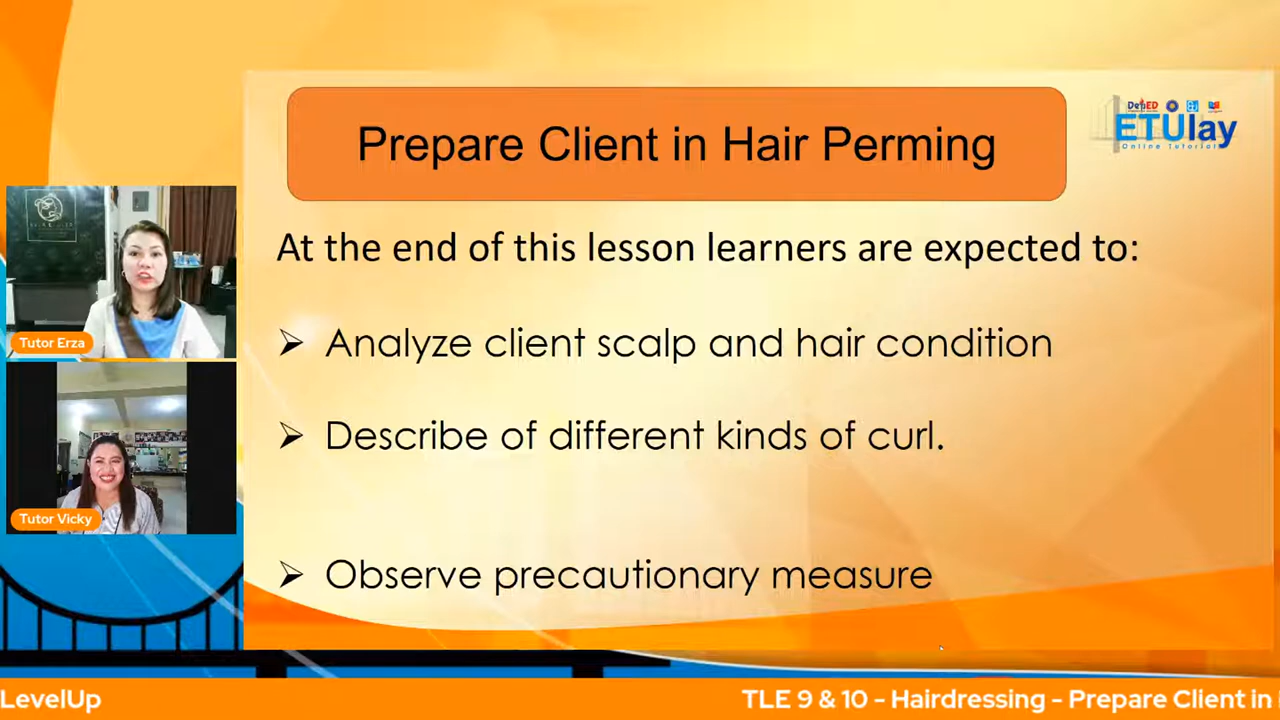 Prepare Client in Hair Perming
DepED
ETUlay
Online Tutorial
At the end of this lesson learners are expected to:
Analyze client scalp and hair condition
Describe of different kinds of curl.
Observe precautionary measure
Tutor Erza
Tutor Vicky
LevelUp
TLE 9 & 10 - Hairdressing - Prepare Client in